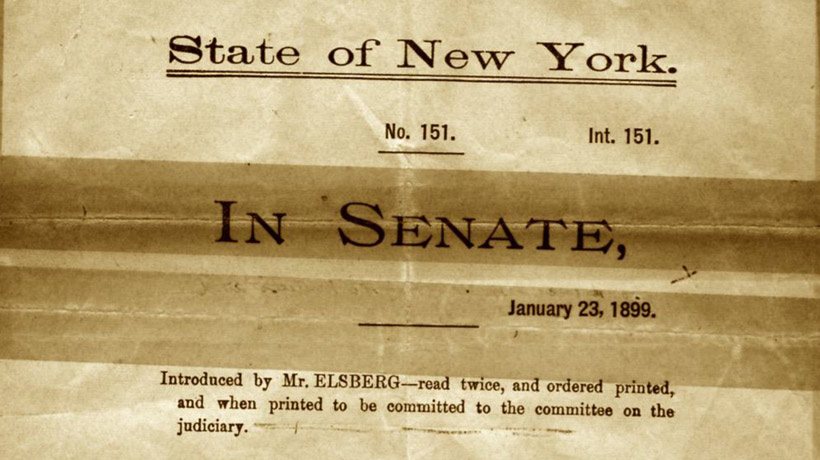 State of New York.
No. 151. Int. 151.
In Senate,
January 23, 1899.
Introduced by Mr. ELSBERG—read twice, and ordered printed,
and when printed to be committed to the committee on the
judiciary.